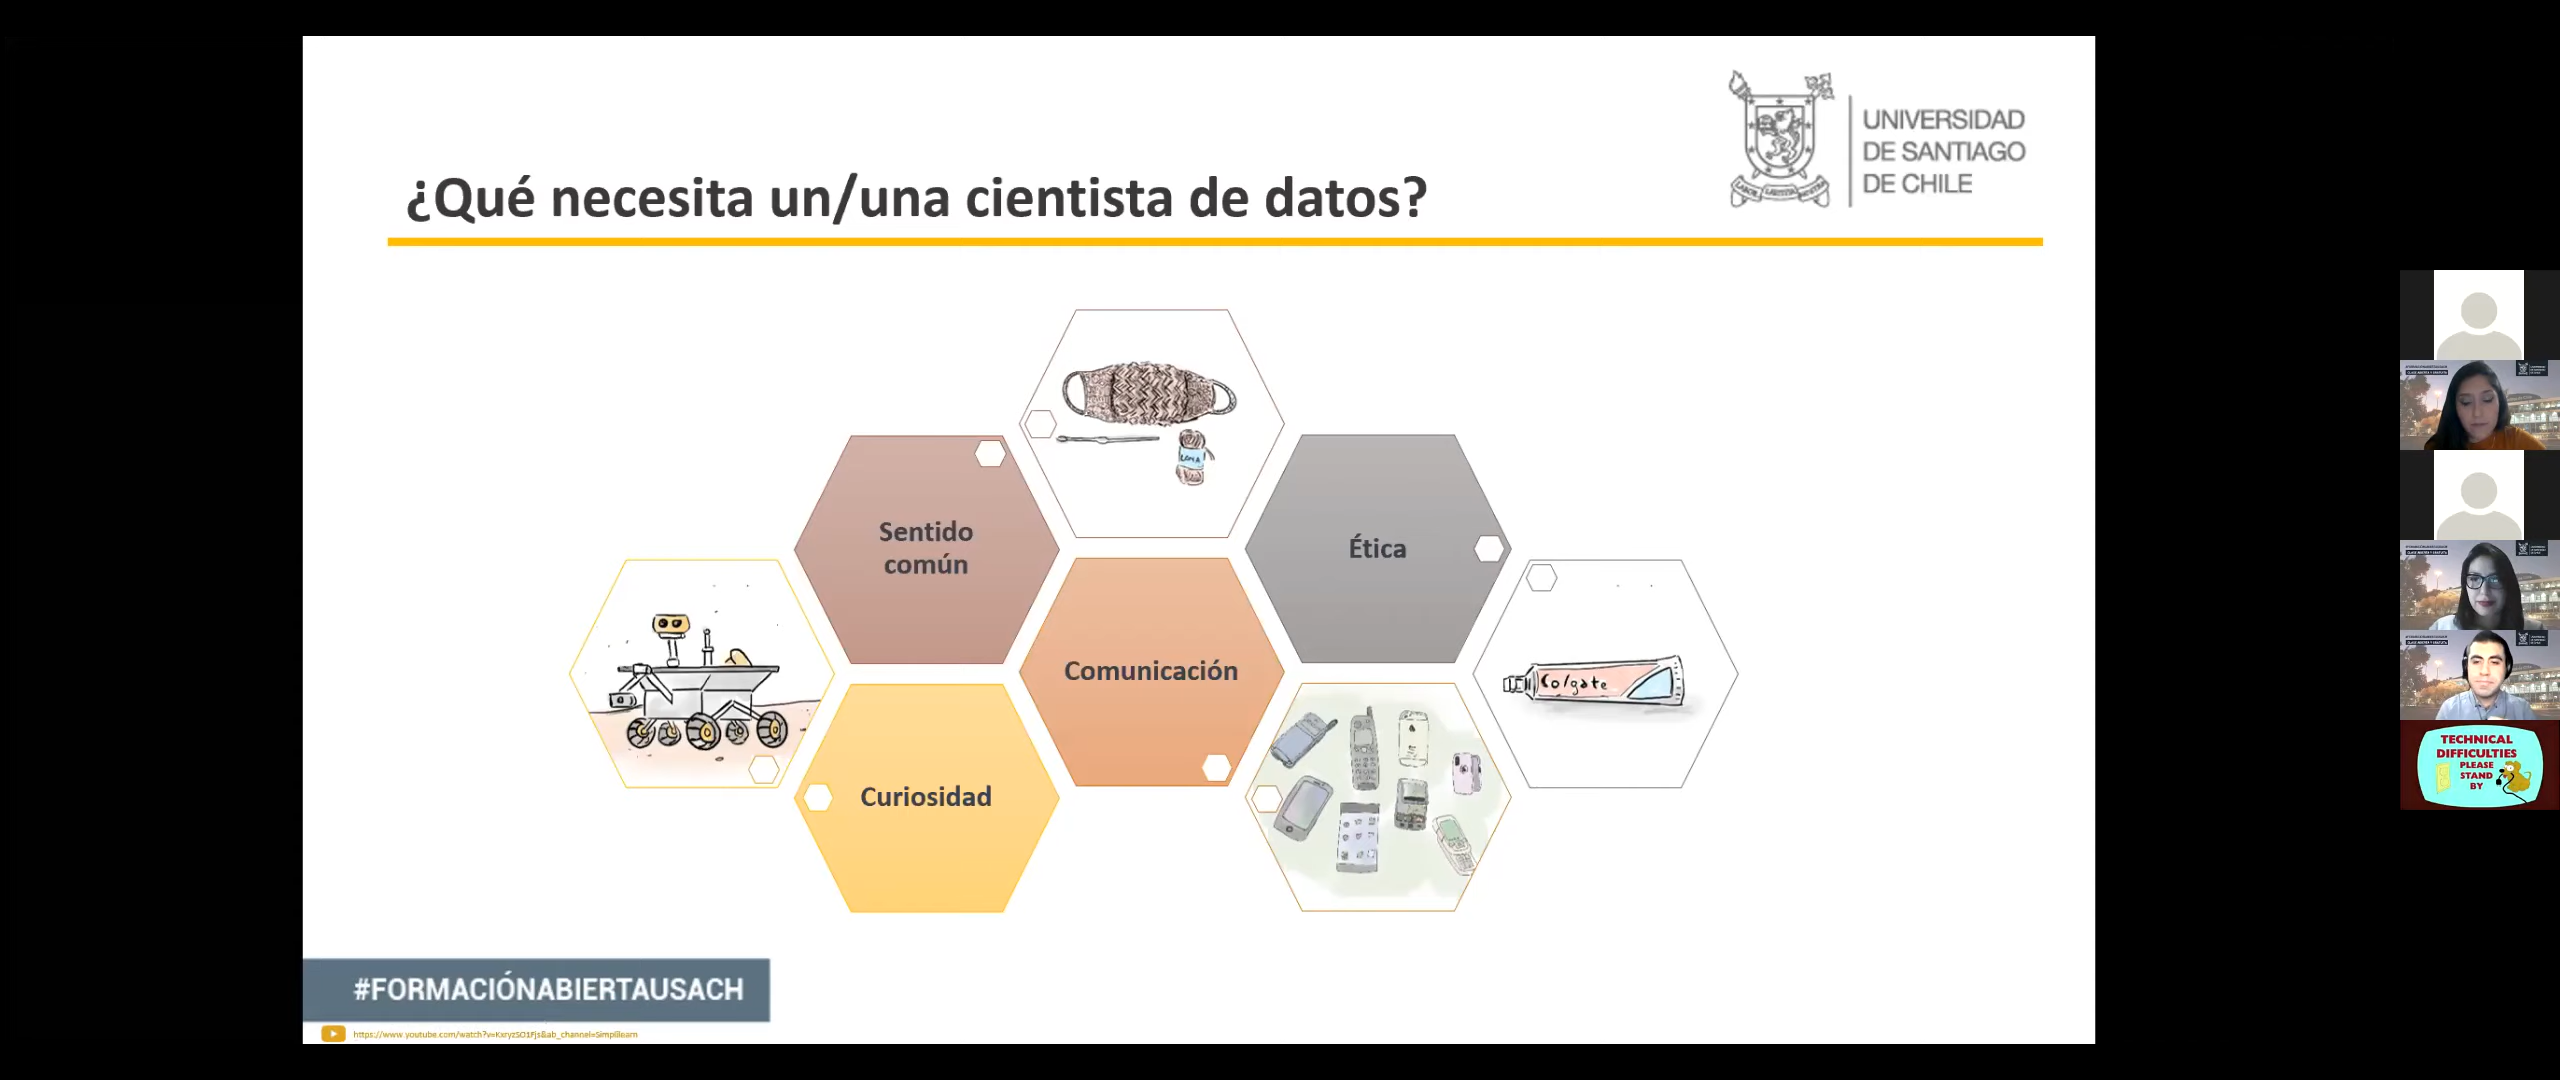 UNIVERSIDAD
DE SANTIAGO
DE CHILE
¿Qué necesita un/una cientista de datos?
Sentido
común
Ética
Comunicación
Curiosidad
LANA
Colgate
#FORMACIÓNABIERTAUSACH
TECHNICAL
DIFFICULTIES
PLEASE
STAND
BY